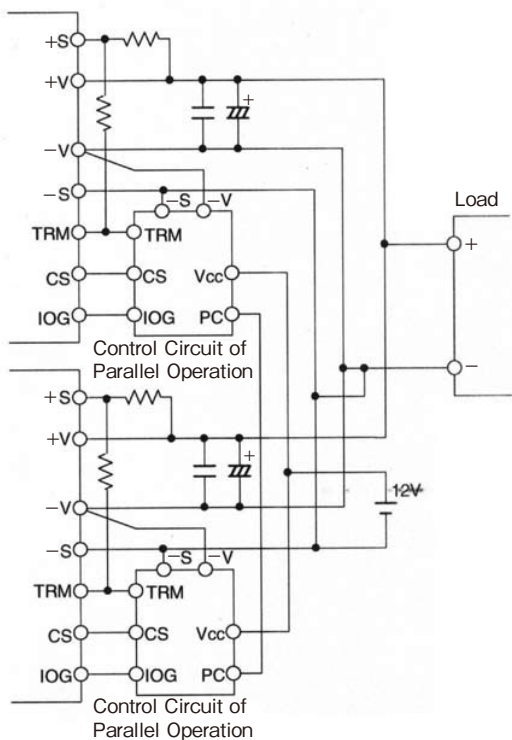 +S
+V
+
−V
−S
−S −V
TRM TRM
CS CS Vcc
IOG IOG PC
Control Circuit of
Parallel Operation
Load
+
−
+S
+V
+
12V
−V
−S
−S −V
TRM TRM
CS CS Vcc
IOG IOG PC
Control Circuit of
Parallel Operation